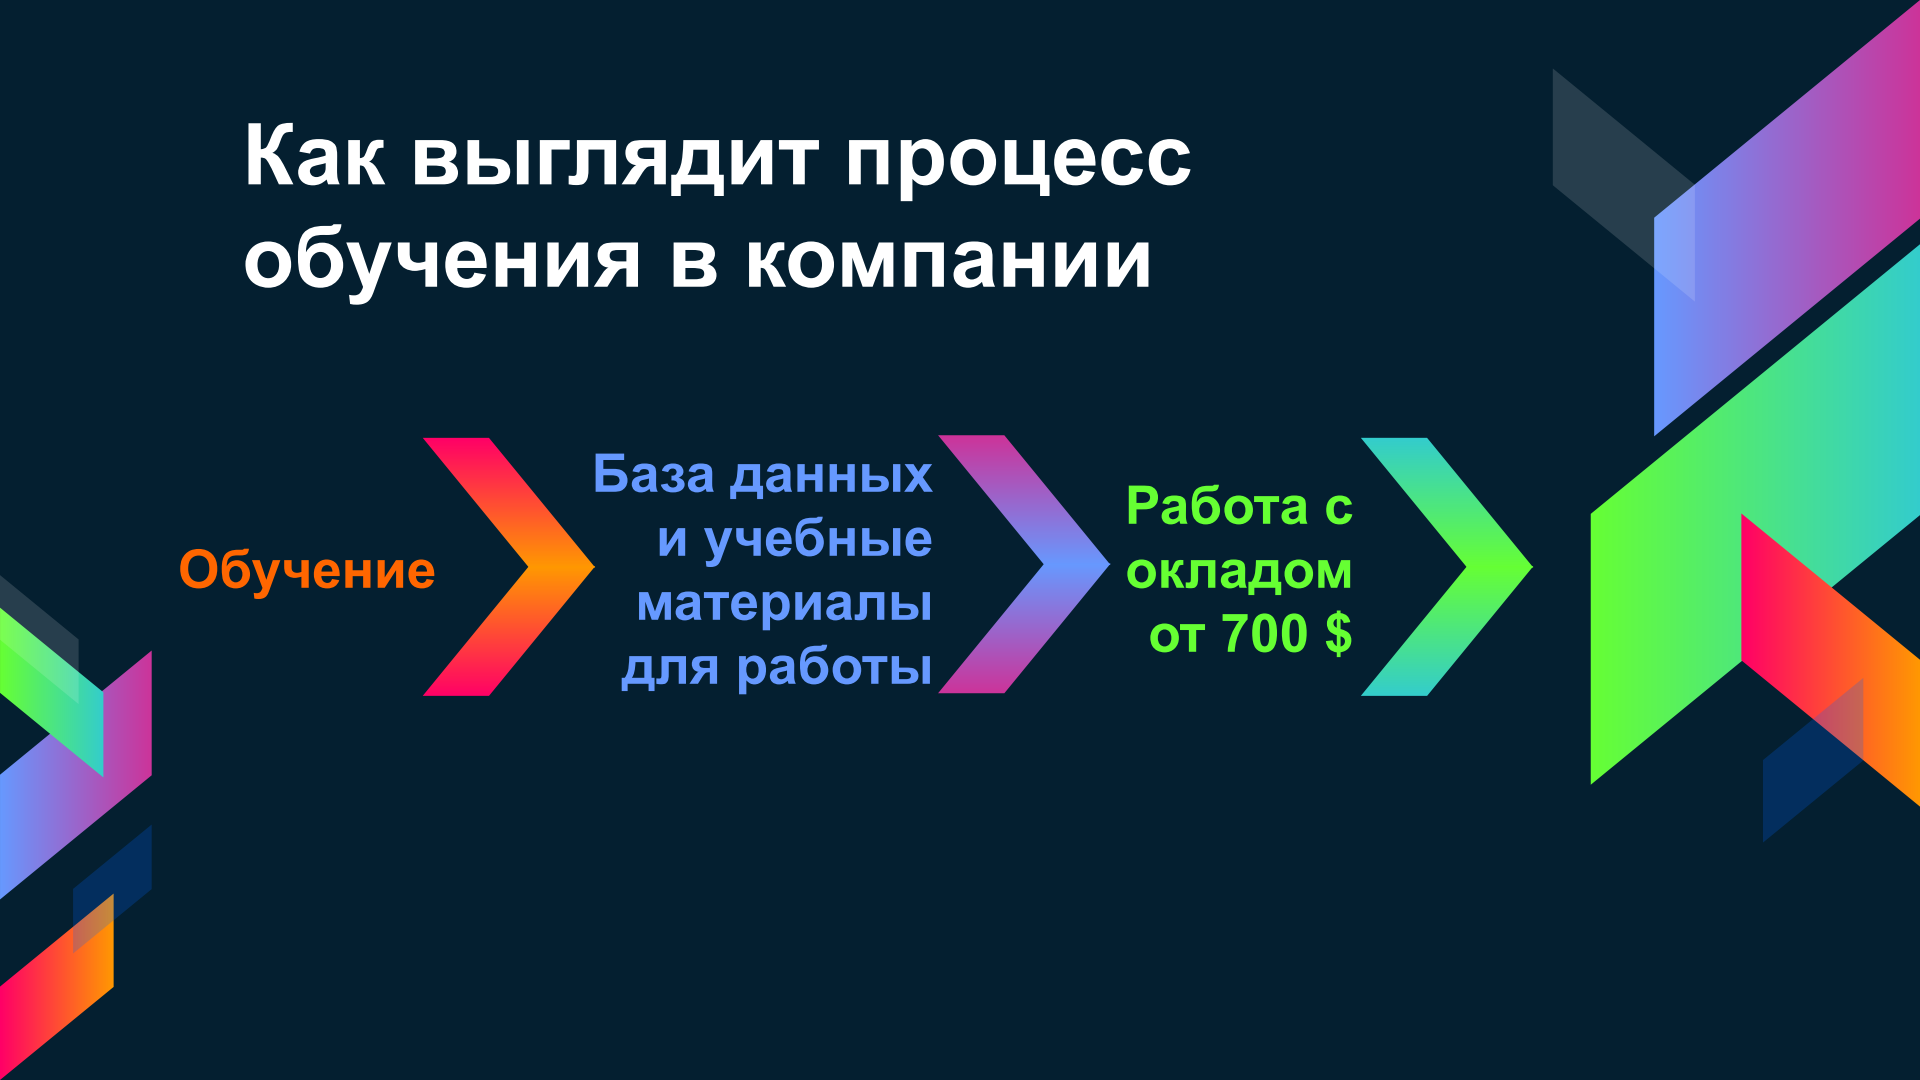 Как выглядит процесс
обучения в компании
Обучение
База данных
и учебные
материалы
для работы
Работа с
окладом
от 700 $